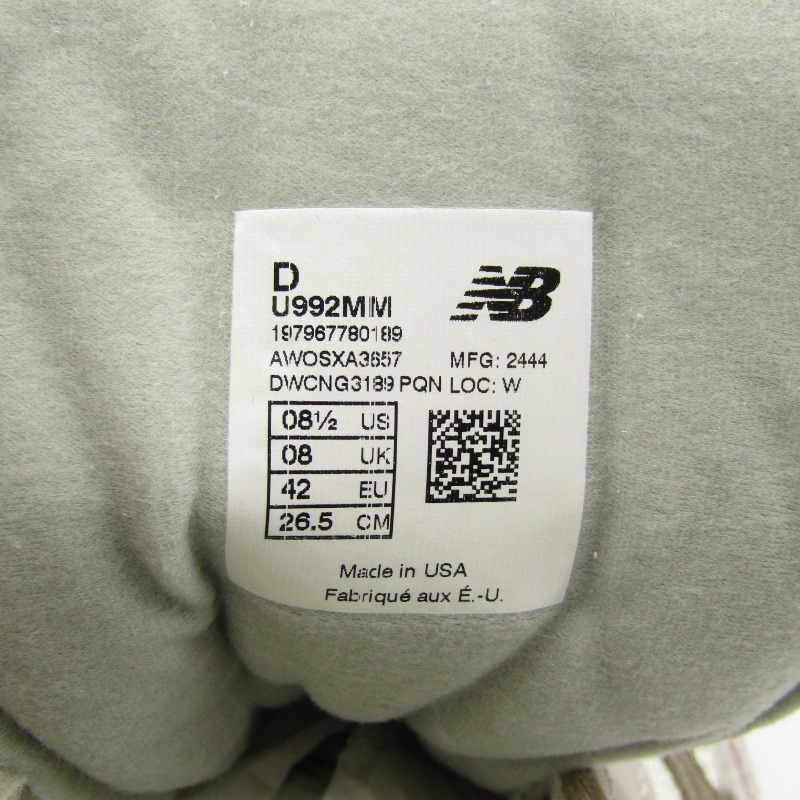 D
U992MM
NB
197967780189
AWOSXA3657 MFG: 2444
DWCNG3189 PQN LOC: W
08½ US
08 UK
42 EU
26.5 CM
Made in USA
Fabriqué aux É.-U.